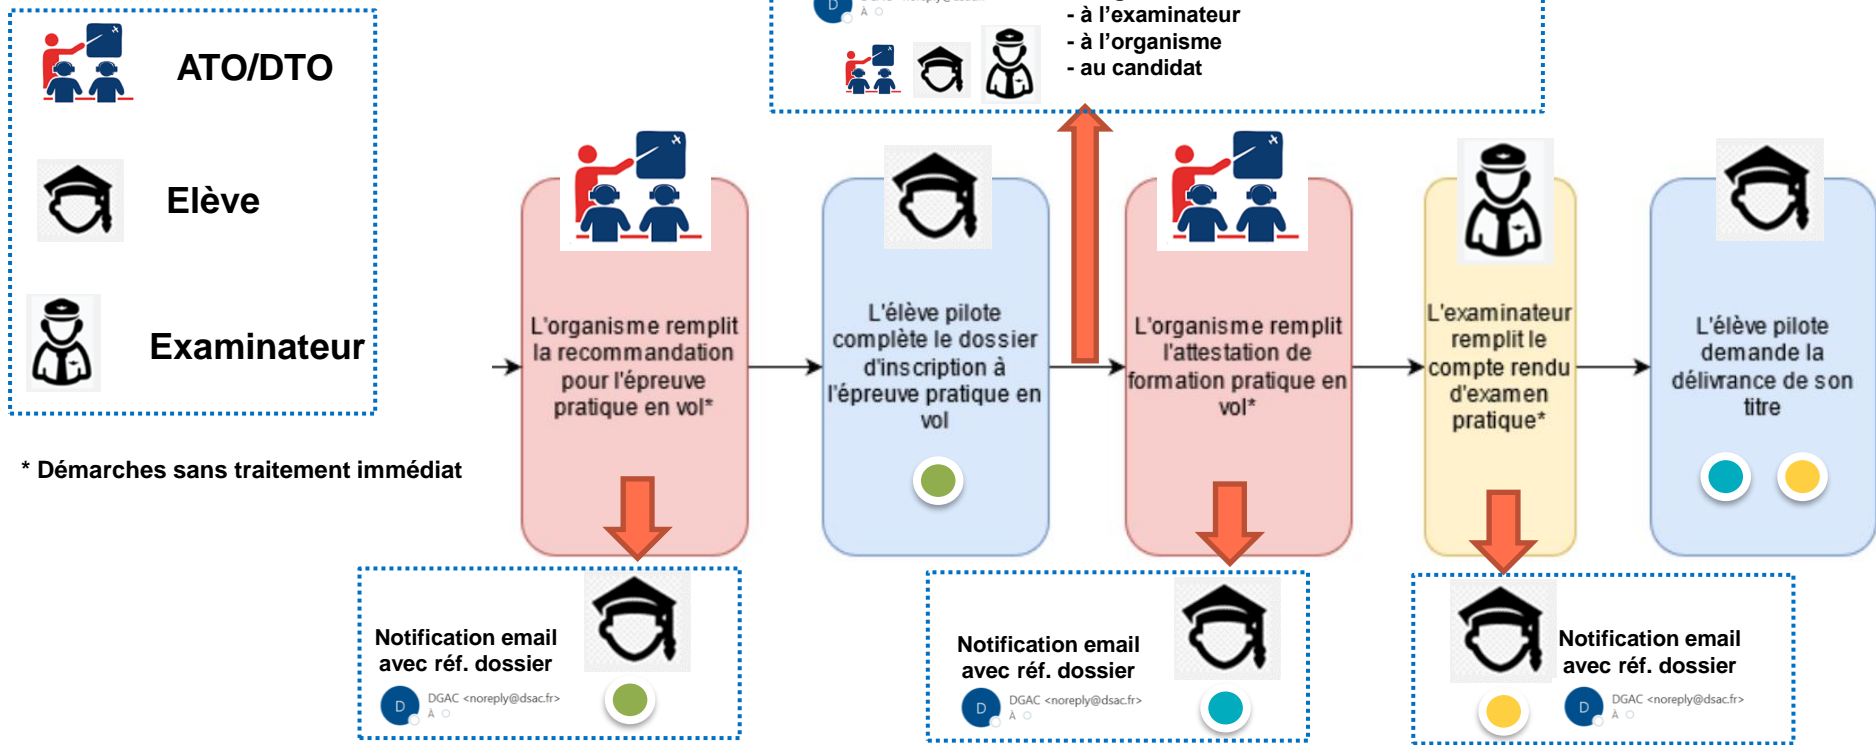 ATO/DTO
Elève
Examinateur
* Démarches sans traitement immédiat
À
- à l'examinateur
- à l'organisme
- au candidat
L'organisme remplit
la recommandation
pour l'épreuve
pratique en vol*
L'élève pilote
complète le dossier
d'inscription à
l'épreuve pratique en
vol
L'organisme remplit
l'attestation de
formation pratique en
vol*
L'examinateur
remplit le
compte rendu
d'examen
pratique*
L'élève pilote
demande la
délivrance de son
titre
Notification email
avec réf. dossier
D
DGAC <noreply@dsac.fr>
À
Notification email
avec réf. dossier
D
DGAC <noreply@dsac.fr>
À
Notification email
avec réf. dossier
D
DGAC <noreply@dsac.fr>
À